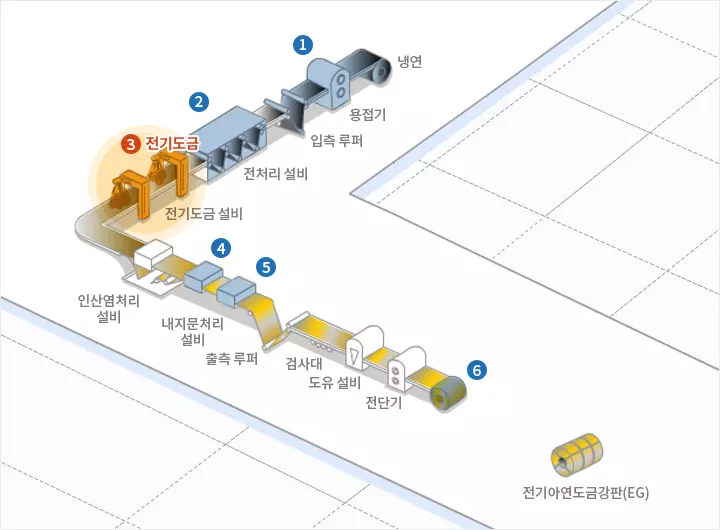 1
냉연
용접기
2
입측 루퍼
3 전기도금
전처리 설비
전기도금 설비
4
5
인산염처리
설비
내지문처리
설비
출측 루퍼
검사대
도유 설비
전단기
6
전기아연도금강판(EG)